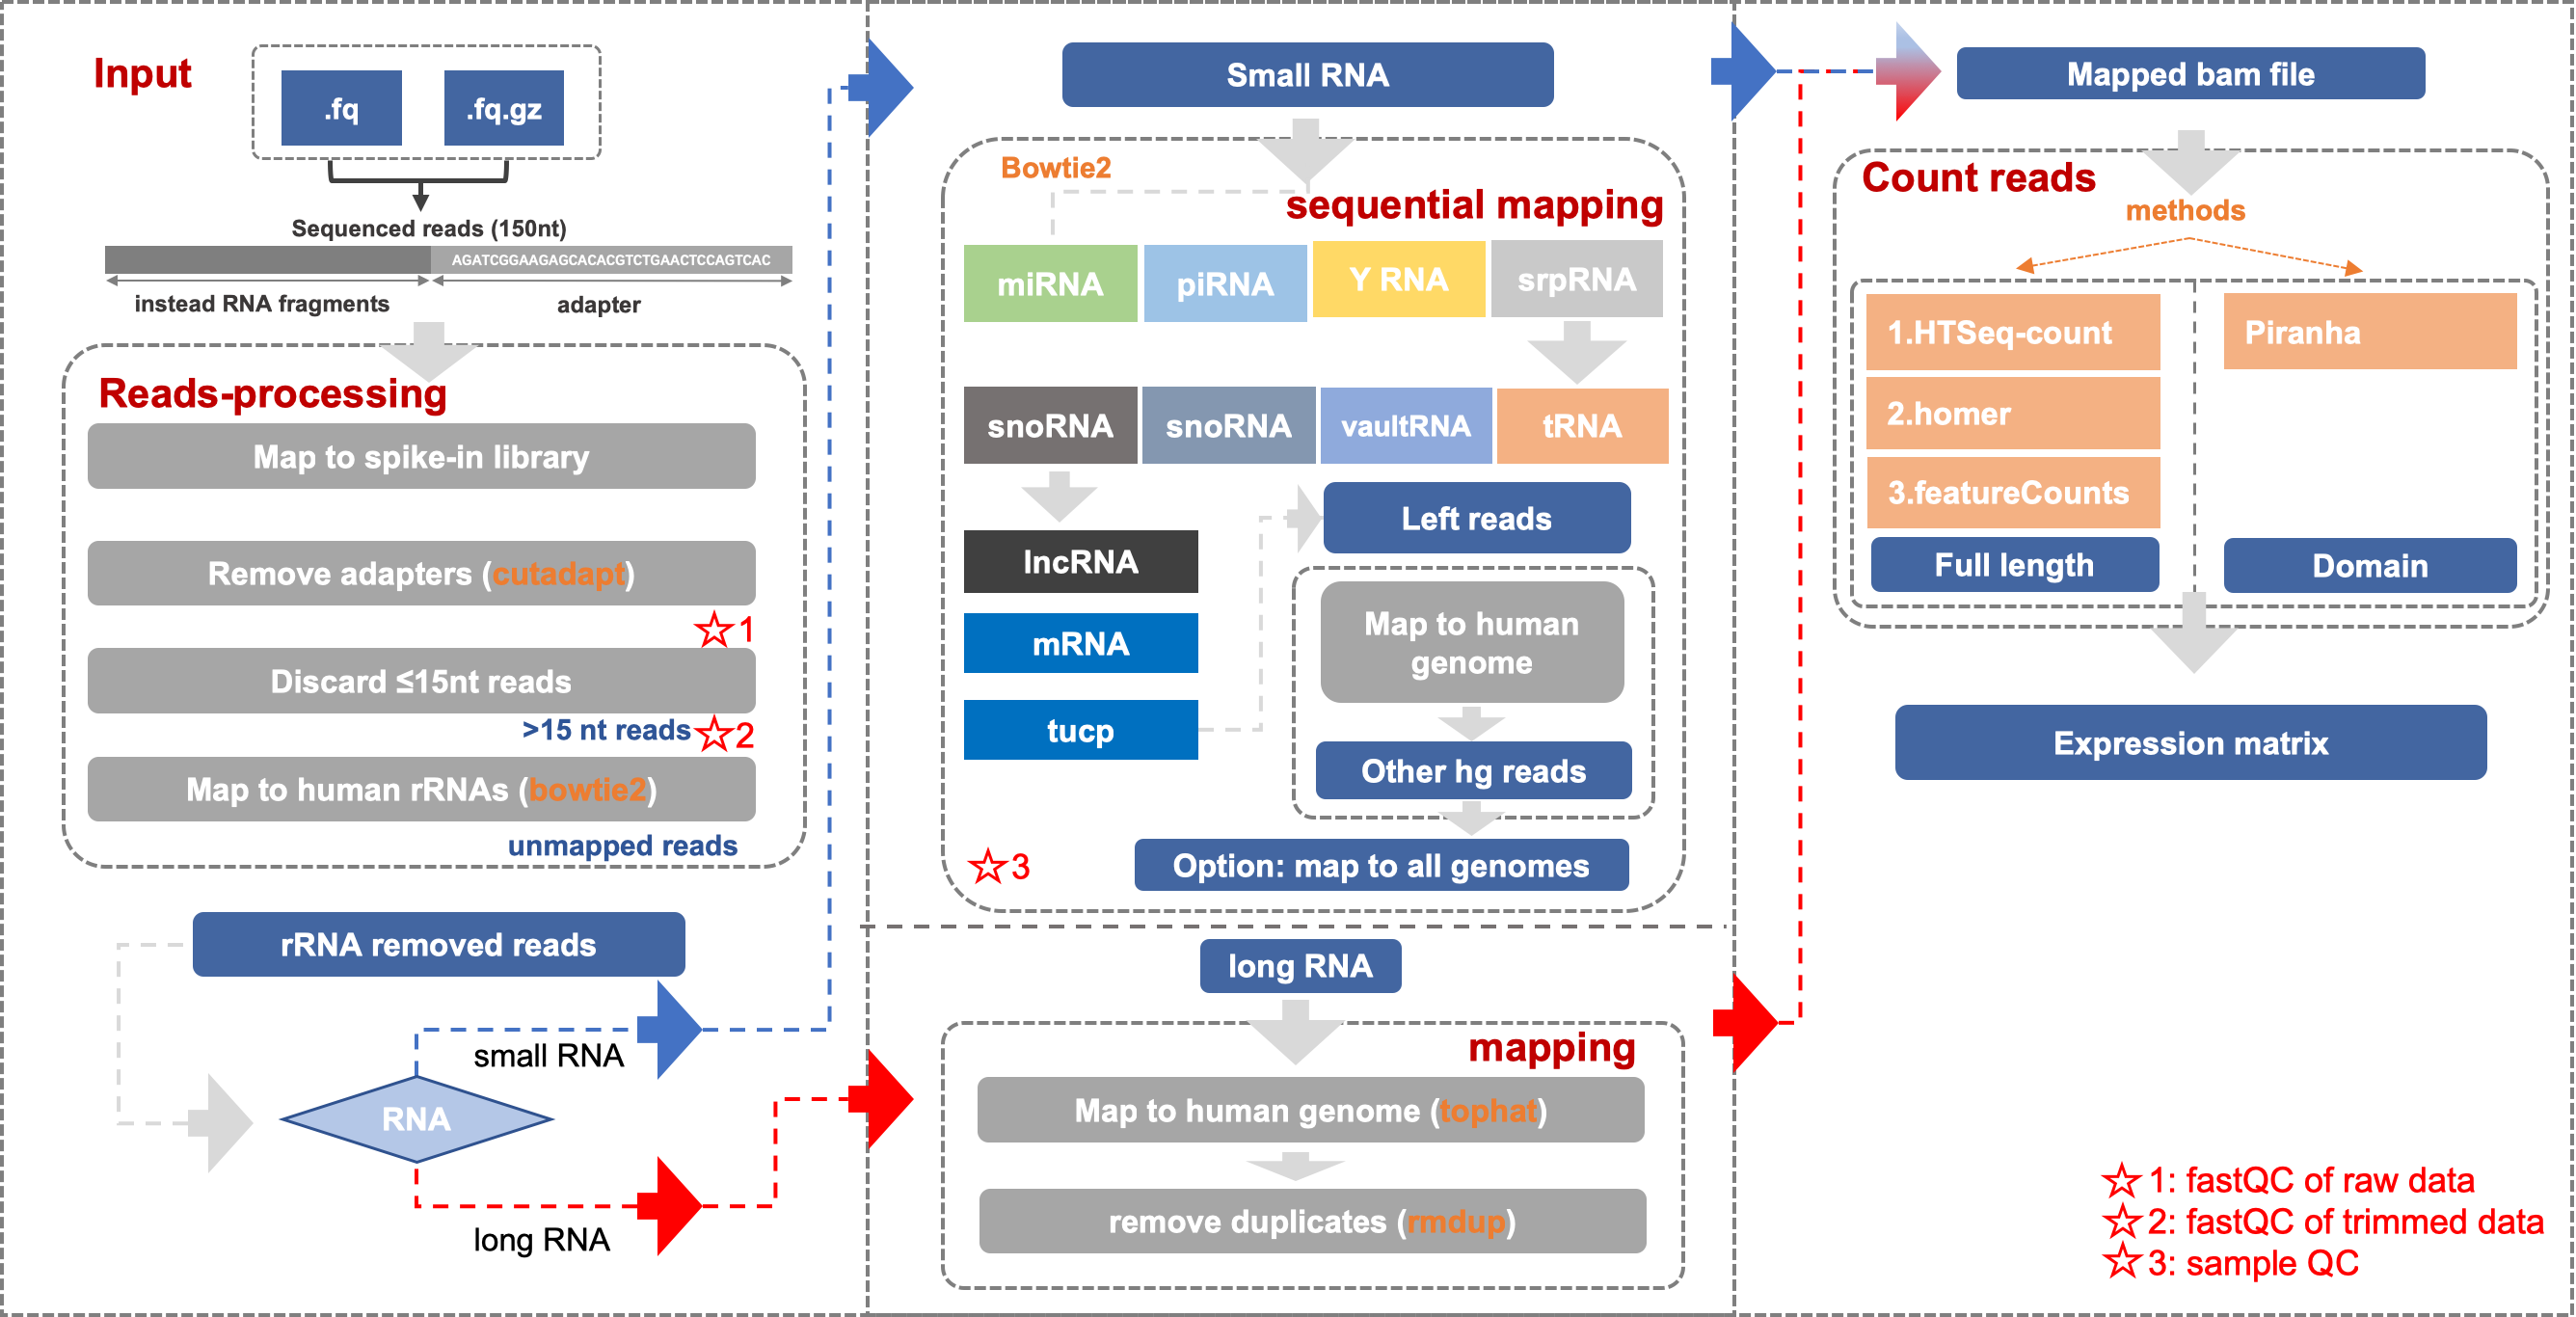 Input
.fq
.fq.gz
Sequenced reads (150nt)
AGATCGGAAGAGCACACGTCTGAACTCCAGTCAC
instead RNA fragments
adapter
Reads-processing
Map to spike-in library
Remove adapters (cutadapt)
1
Discard ≤15nt reads
>15 nt reads
2
Map to human rRNAs (bowtie2)
unmapped reads
rRNA removed reads
small RNA
RNA
long RNA
Small RNA
Bowtie2
sequential mapping
miRNA
piRNA
Y RNA
srpRNA
snoRNA
snoRNA
vaultRNA
tRNA
lncRNA
mRNA
tucp
Left reads
Map to human
genome
Other hg reads
Option: map to all genomes
3
long RNA
mapping
Map to human genome (tophat)
remove duplicates (rmdup)
Mapped bam file
Count reads
methods
1.HTSeq-count
2.homer
3.featureCounts
Full length
Piranha
Domain
Expression matrix
1: fastQC of raw data
2: fastQC of trimmed data
3: sample QC